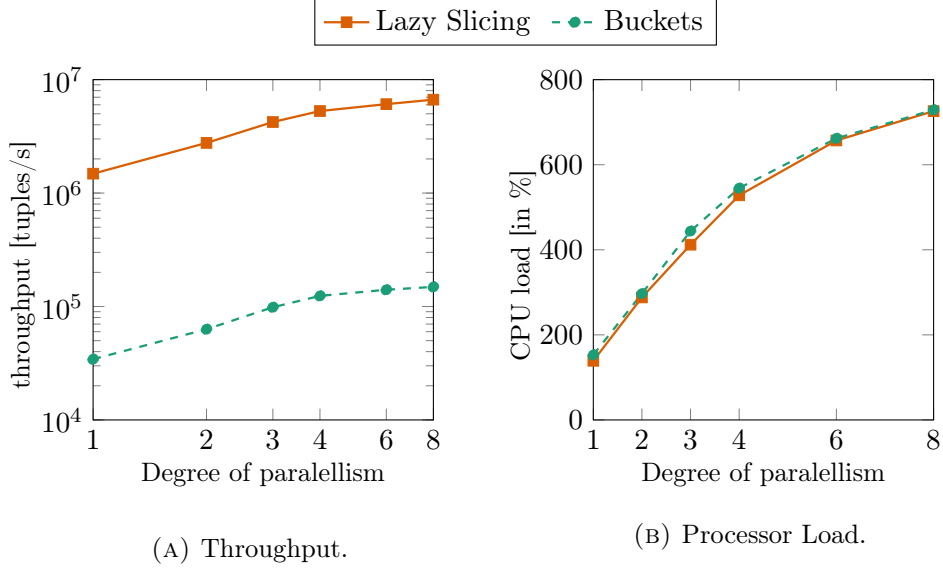 Lazy Slicing Buckets
throughput [tuples/s]
10^7
10^6
10^5
10^4
1 2 3 4 6 8
Degree of paralellism
(A) Throughput.
CPU load [in %]
800
600
400
200
0
1 2 3 4 6 8
Degree of paralellism
(B) Processor Load.